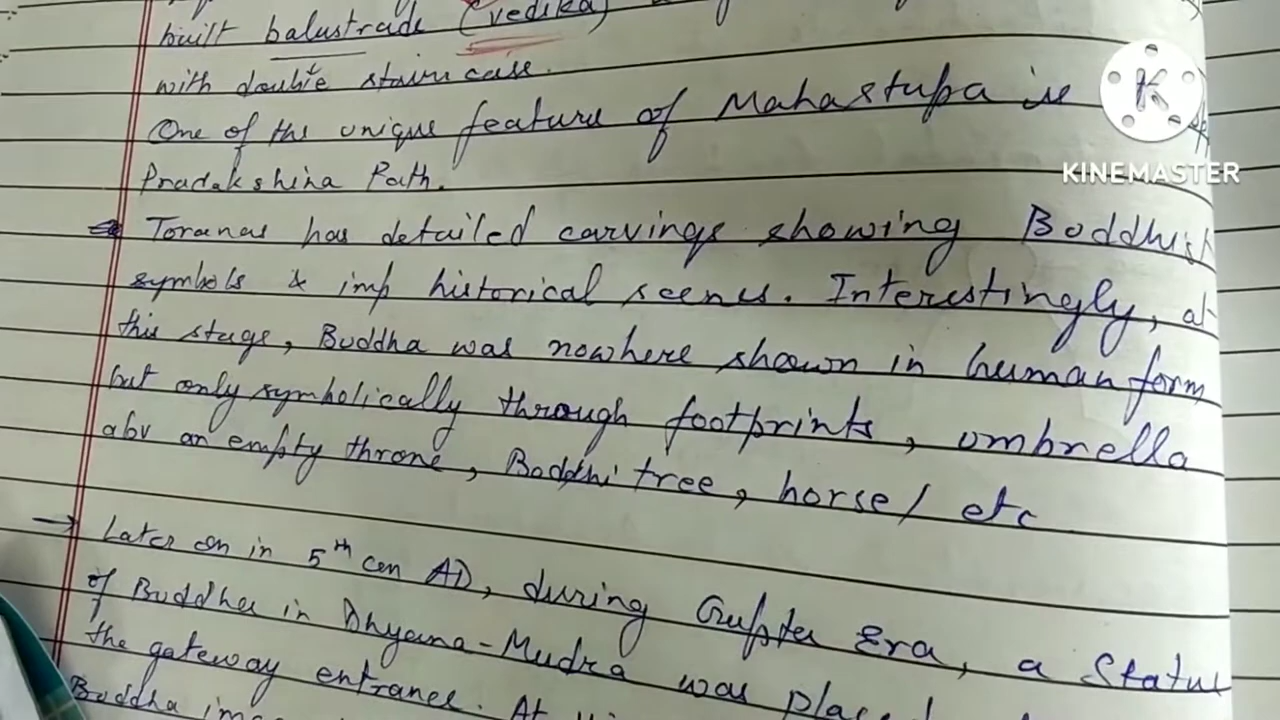 built balustrade (vedika)
with double staircase.
One of the unique feature of Mahastupa is
Pradakshina Path.
KINEMASTER
→ Toranas has detailed carvings showing Boddhist
symbols & imp historical scenes. Interestingly, at
this stage, Buddha was nowhere shown in human form
but only symbolically through footprints, umbrella
abv an empty throne, Boddhi tree, horse/ etc
→ Later on in 5th cen AD, during Gupta Era, a Statue
of Buddha in Dhyana-Mudra was placed
the gateway entrance. At
Buddha